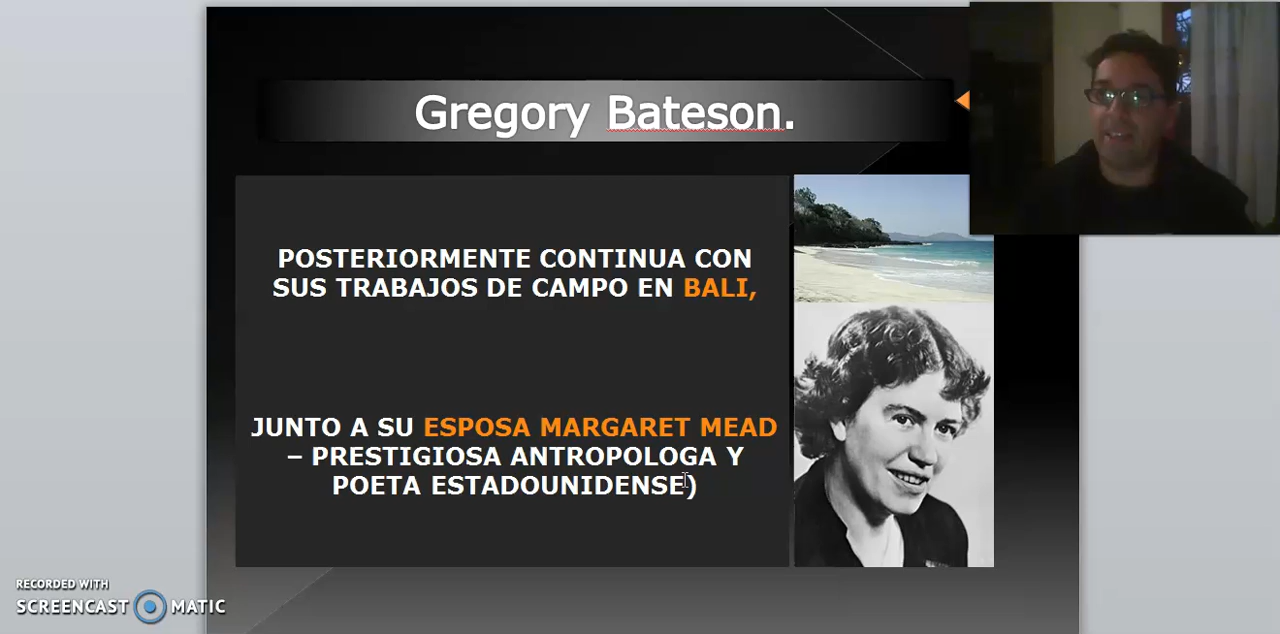 Gregory Bateson.
POSTERIORMENTE CONTINUA CON
SUS TRABAJOS DE CAMPO EN BALI,
JUNTO A SU ESPOSA MARGARET MEAD
– PRESTIGIOSA ANTROPOLOGA Y
POETA ESTADOUNIDENSE)
RECORDED WITH
SCREENCAST MATIC